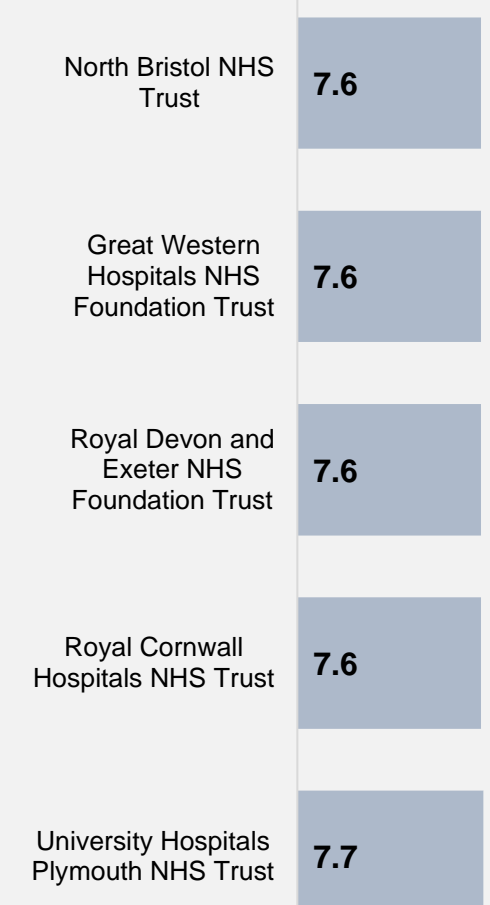 North Bristol NHS
Trust
7.6
Great Western
Hospitals NHS
Foundation Trust
7.6
Royal Devon and
Exeter NHS
Foundation Trust
7.6
Royal Cornwall
Hospitals NHS Trust
7.6
University Hospitals
Plymouth NHS Trust
7.7